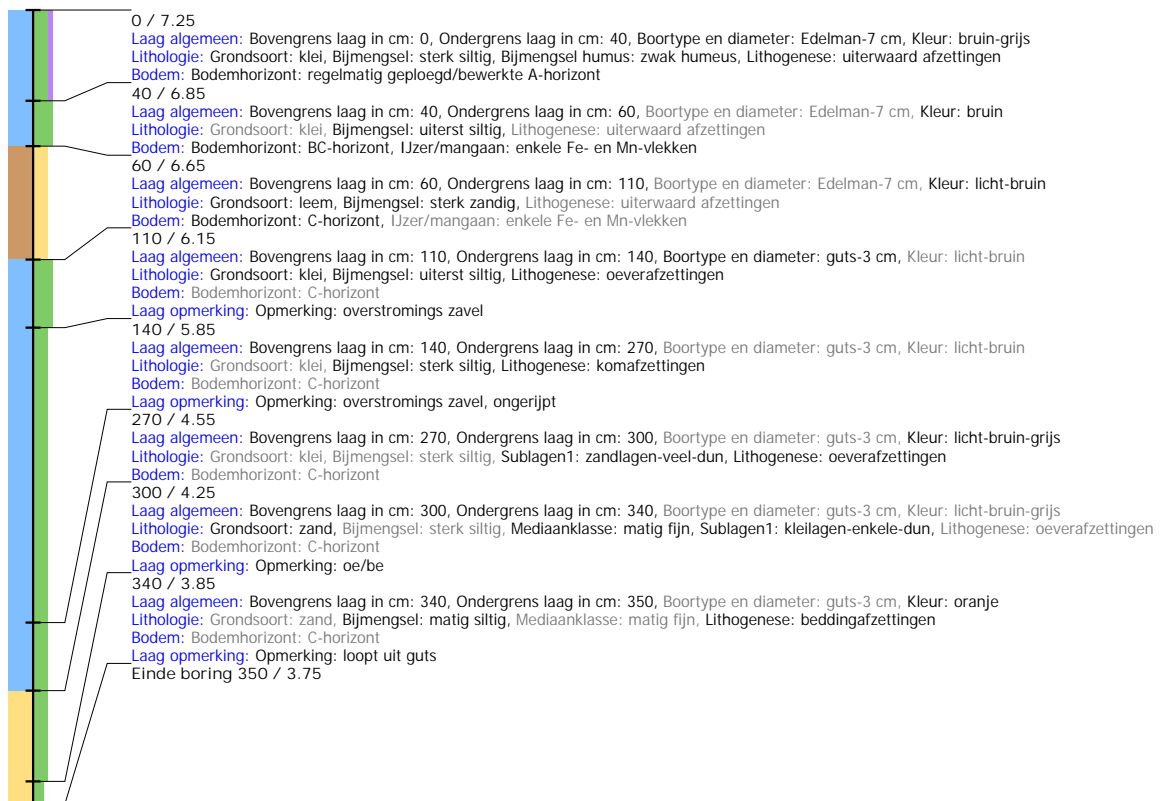 0 / 7.25
Laag algemeen: Bovengrens laag in cm: 0, Ondergrens laag in cm: 40, Boortype en diameter: Edelman-7 cm, Kleur: bruin-grijs
Lithologie: Grondsoort: klei, Bijmengsel: sterk siltig, Bijmengsel humus: zwak humeus, Lithogenese: uiterwaard afzettingen
Bodem: Bodemhorizont: regelmatig geploegd/bewerkte A-horizont
40 / 6.85
Laag algemeen: Bovengrens laag in cm: 40, Ondergrens laag in cm: 60, Boortype en diameter: Edelman-7 cm, Kleur: bruin
Lithologie: Grondsoort: klei, Bijmengsel: uiterst siltig, Lithogenese: uiterwaard afzettingen
Bodem: Bodemhorizont: BC-horizont, IJzer/mangaan: enkele Fe- en Mn-vlekken
60 / 6.65
Laag algemeen: Bovengrens laag in cm: 60, Ondergrens laag in cm: 110, Boortype en diameter: Edelman-7 cm, Kleur: licht-bruin
Lithologie: Grondsoort: leem, Bijmengsel: sterk zandig, Lithogenese: uiterwaard afzettingen
Bodem: Bodemhorizont: C-horizont, IJzer/mangaan: enkele Fe- en Mn-vlekken
110 / 6.15
Laag algemeen: Bovengrens laag in cm: 110, Ondergrens laag in cm: 140, Boortype en diameter: guts-3 cm, Kleur: licht-bruin
Lithologie: Grondsoort: klei, Bijmengsel: uiterst siltig, Lithogenese: oeverafzettingen
Bodem: Bodemhorizont: C-horizont
Laag opmerking: Opmerking: overstromings zavel
140 / 5.85
Laag algemeen: Bovengrens laag in cm: 140, Ondergrens laag in cm: 270, Boortype en diameter: guts-3 cm, Kleur: licht-bruin
Lithologie: Grondsoort: klei, Bijmengsel: sterk siltig, Lithogenese: komafzettingen
Bodem: Bodemhorizont: C-horizont
Laag opmerking: Opmerking: overstromings zavel, ongerijpt
270 / 4.55
Laag algemeen: Bovengrens laag in cm: 270, Ondergrens laag in cm: 300, Boortype en diameter: guts-3 cm, Kleur: licht-bruin-grijs
Lithologie: Grondsoort: klei, Bijmengsel: sterk siltig, Sublagen1: zandlagen-veel-dun, Lithogenese: oeverafzettingen
Bodem: Bodemhorizont: C-horizont
300 / 4.25
Laag algemeen: Bovengrens laag in cm: 300, Ondergrens laag in cm: 340, Boortype en diameter: guts-3 cm, Kleur: licht-bruin-grijs
Lithologie: Grondsoort: zand, Bijmengsel: sterk siltig, Mediaanklasse: matig fijn, Sublagen1: kleilagen-enkele-dun, Lithogenese: oeverafzettingen
Bodem: Bodemhorizont: C-horizont
Laag opmerking: Opmerking: oe/be
340 / 3.85
Laag algemeen: Bovengrens laag in cm: 340, Ondergrens laag in cm: 350, Boortype en diameter: guts-3 cm, Kleur: oranje
Lithologie: Grondsoort: zand, Bijmengsel: matig siltig, Mediaanklasse: matig fijn, Lithogenese: beddingafzettingen
Bodem: Bodemhorizont: C-horizont
Laag opmerking: Opmerking: loopt uit guts
Einde boring 350 / 3.75